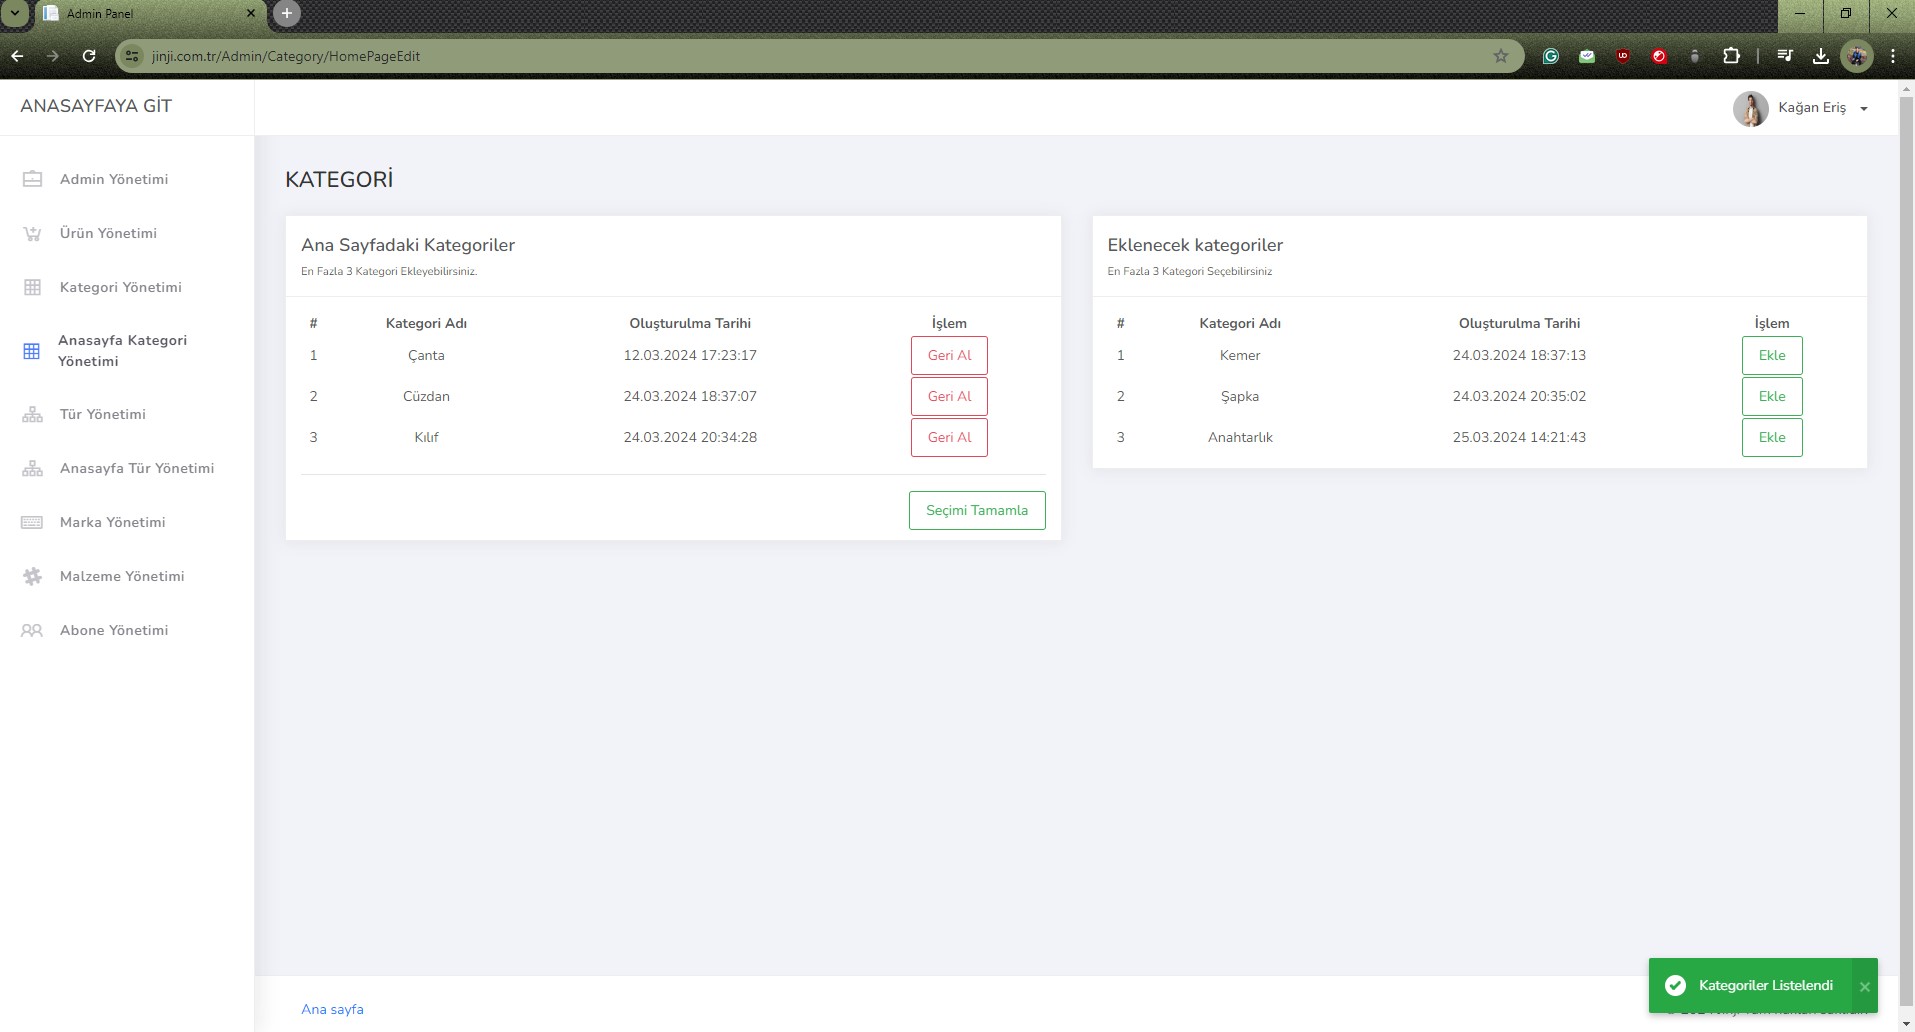 Admin Panel
jinji.com.tr/Admin/Category/HomePageEdit
ANASAYFAYA GİT
Kağan Eriş
Admin Yönetimi
Ürün Yönetimi
Kategori Yönetimi
Anasayfa Kategori
Yönetimi
Tür Yönetimi
Anasayfa Tür Yönetimi
Marka Yönetimi
Malzeme Yönetimi
Abone Yönetimi
KATEGORİ
Ana Sayfadaki Kategoriler
En Fazla 3 Kategori Ekleyebilirsiniz.
# Kategori Adı Oluşturulma Tarihi İşlem
1 Çanta 12.03.2024 17:23:17 Geri Al
2 Cüzdan 24.03.2024 18:37:07 Geri Al
3 Kılıf 24.03.2024 20:34:28 Geri Al
Seçimi Tamamla
Eklenecek kategoriler
En Fazla 3 Kategori Seçebilirsiniz
# Kategori Adı Oluşturulma Tarihi İşlem
1 Kemer 24.03.2024 18:37:13 Ekle
2 Şapka 24.03.2024 20:35:02 Ekle
3 Anahtarlık 25.03.2024 14:21:43 Ekle
Ana sayfa
Kategoriler Listelendi